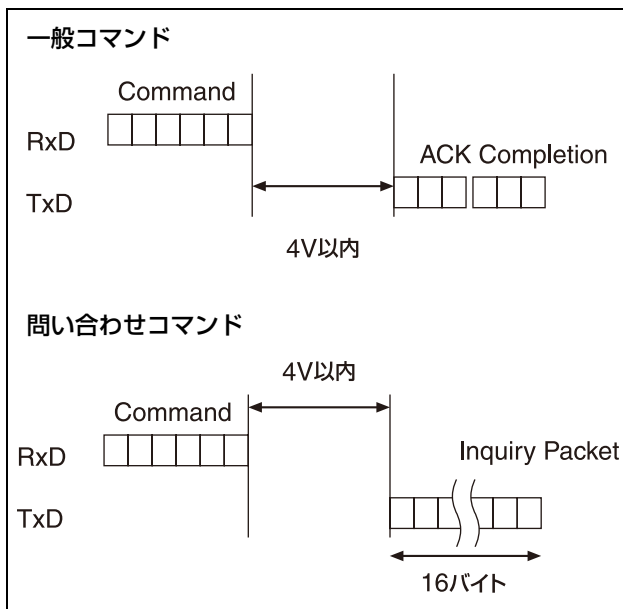 一般コマンド
Command
RxD
ACK Completion
TxD
4V以内
問い合わせコマンド
4V以内
Command
RxD
Inquiry Packet
TxD
16バイト